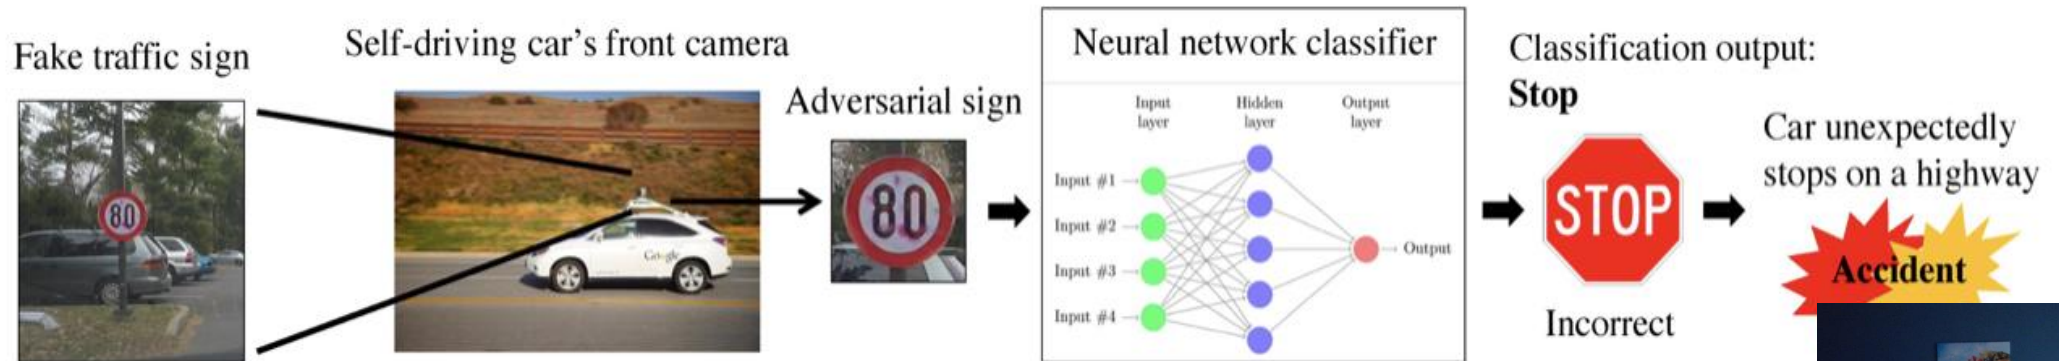 Fake traffic sign
80
Self-driving car's front camera
Google
Adversarial sign
80
Neural network classifier
Input
layer
Hidden
layer
Output
layer
Input #1
Input #2
Input #3
Input #4
Output
Classification output:
Stop
STOP
Incorrect
Car unexpectedly
stops on a highway
Accident